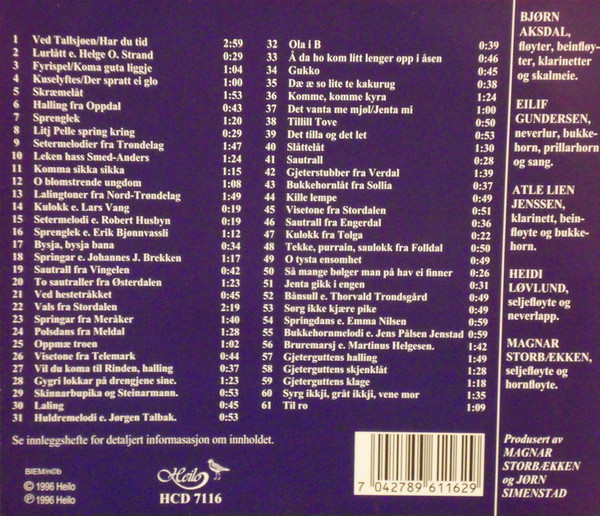 1 Ved Tallsjøen/Har du tid 2:59
2 Lurlått e. Helge O. Strand 0:29
3 Fyrispel/Koma guta liggje 1:04
4 Kuselyftes/Der spratt ei glo 1:00
5 Skræmelåt 1:53
6 Halling fra Oppdal 0:43
7 Sprenglek 1:20
8 Litj Pelle spring kring 0:29
9 Setermelodier fra Trøndelag 1:47
10 Leken hass Smed-Anders 1:24
11 Komma sikka sikka 1:15
12 O blomstrende ungdom 1:08
13 Lalingtoner fra Nord-Trøndelag 1:49
14 Kulokk e. Lars Vang 0:19
15 Setermelodi e. Robert Husbyn 0:19
16 Sprenglek e. Erik Bjønnvassli 0:51
17 Bysja, bysja bana 0:34
18 Springar e. Johannes J. Brekken 1:17
19 Sautrall fra Vingelen 0:42
20 To sautraller fra Østerdalen 1:23
21 Ved hestetråkket 0:45
22 Vals fra Stordalen 2:19
23 Springar fra Meråker 1:40
24 Polsdans fra Meldal 1:28
25 Oppmæ troen 1:02
26 Visetone fra Telemark 0:44
27 Vil du koma til Rinden, halling 0:57
28 Gygri lokkar på drengjene sine. 1:23
29 Skinnarbupika og Steinarmann. 0:53
30 Laling 0:45
31 Huldremelodi e. Jørgen Talbak. 0:53
32 Ola i B 0:39
33 Å da ho kom litt lenger opp i åsen 0:46
34 Gukko 0:45
35 Dæ æ so lite te kakurug 0:38
36 Komme, komme kyra 1:24
37 Det vanta me mjøl/Jenta mi 1:00
38 Tillill Tove 0:50
39 Det tilla og det let 0:53
40 Slåttelåt 1:30
41 Sautrall 0:28
42 Gjeterstubber fra Verdal 1:39
43 Bukkehornlåt fra Sollia 0:37
44 Kille lempe 0:49
45 Visetone fra Stordalen 0:51
46 Sautrall fra Engerdal 0:36
47 Kulokk fra Tolga 0:22
48 Tekke, purrain, saulokk fra Folldal 0:50
49 O tysta ensomhet 0:49
50 Så mange bølger man på hav ei finner 0:26
51 Jenta gikk i engen 0:31
52 Bånsull e. Thorvald Trondsgård 0:49
53 Sørg ikke kjære pike 0:49
54 Springdans e. Emma Nilsen 0:59
55 Bukkehornmelodi e. Jens Pålsen Jenstad 0:59
56 Bruremarsj e. Martinus Helgesen. 1:42
57 Gjeterguttens halling 1:49
58 Gjeterguttens skjenklåt 1:28
59 Gjeterguttens klage 1:18
60 Syrg ikkji, gråt ikkji, vene mor 1:35
61 Til ro 1:09
Se innleggshefte for detaljert informasjon om innholdet.
BIEM/n©b
© 1996 Heilo
℗ 1996 Heilo
Heilo
HCD 7116
7 042789 611629
BJØRN
AKSDAL,
fløyter, beinfløy-
ter, klarinetter
og skalmeie.
EILIF
GUNDERSEN,
neverlur, bukke-
horn, prillarhorn
og sang.
ATLE LIEN
JENSSEN,
klarinett, bein-
fløyte og bukke-
horn.
HEIDI
LØVLUND,
seljefløyte og
neverlapp.
MAGNAR
STORBÆKKEN,
seljefløyte og
hornfløyte.
Produsert av
MAGNAR
STORBÆKKEN
og JØRN
SIMENSTAD